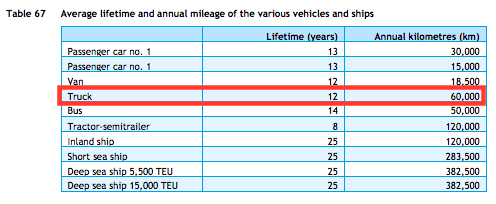 Table 67 Average lifetime and annual mileage of the various vehicles and ships
Lifetime (years) Annual kilometres (km)
Passenger car no. 1 13 30,000
Passenger car no. 1 13 15,000
Van 12 18,500
Truck 12 60,000
Bus 14 50,000
Tractor-semitrailer 8 120,000
Inland ship 25 120,000
Short sea ship 25 283,500
Deep sea ship 5,500 TEU 25 382,500
Deep sea ship 15,000 TEU 25 382,500